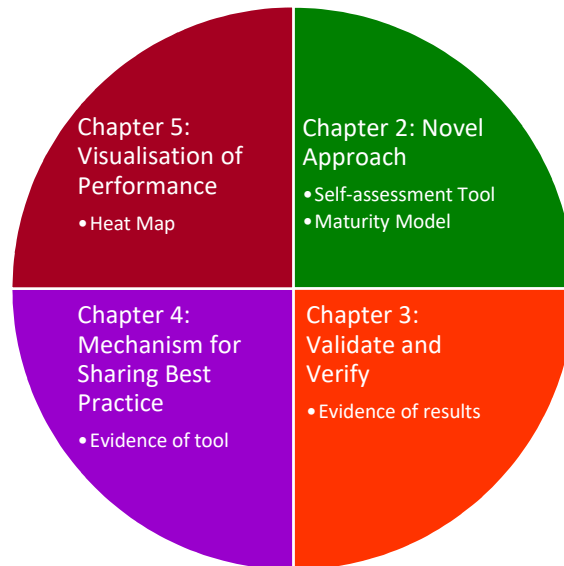 Chapter 5:
Visualisation of
Performance
•Heat Map
Chapter 2: Novel
Approach
•Self-assessment Tool
•Maturity Model
Chapter 4:
Mechanism for
Sharing Best
Practice
•Evidence of tool
Chapter 3:
Validate and
Verify
•Evidence of results